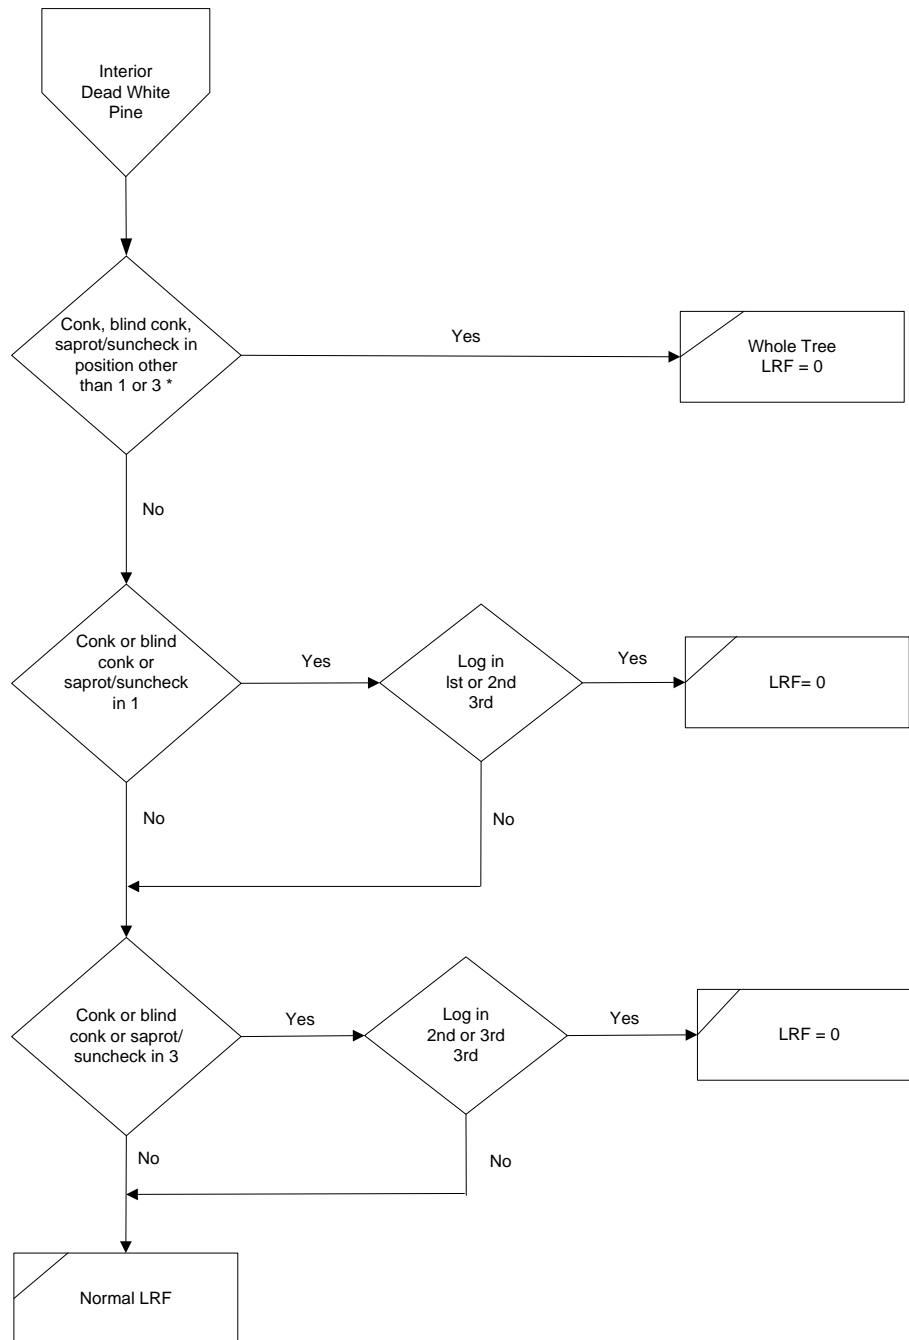 Interior
Dead White
Pine
Conk, blind conk,
saprot/suncheck in
position other
than 1 or 3 *
Yes
Whole Tree
LRF = 0
No
Conk or blind
conk or
saprot/suncheck
in 1
Yes
Log in
lst or 2nd
3rd
Yes
LRF= 0
No
No
Conk or blind
conk or saprot/
suncheck in 3
Yes
Log in
2nd or 3rd
3rd
Yes
LRF = 0
No
No
Normal LRF